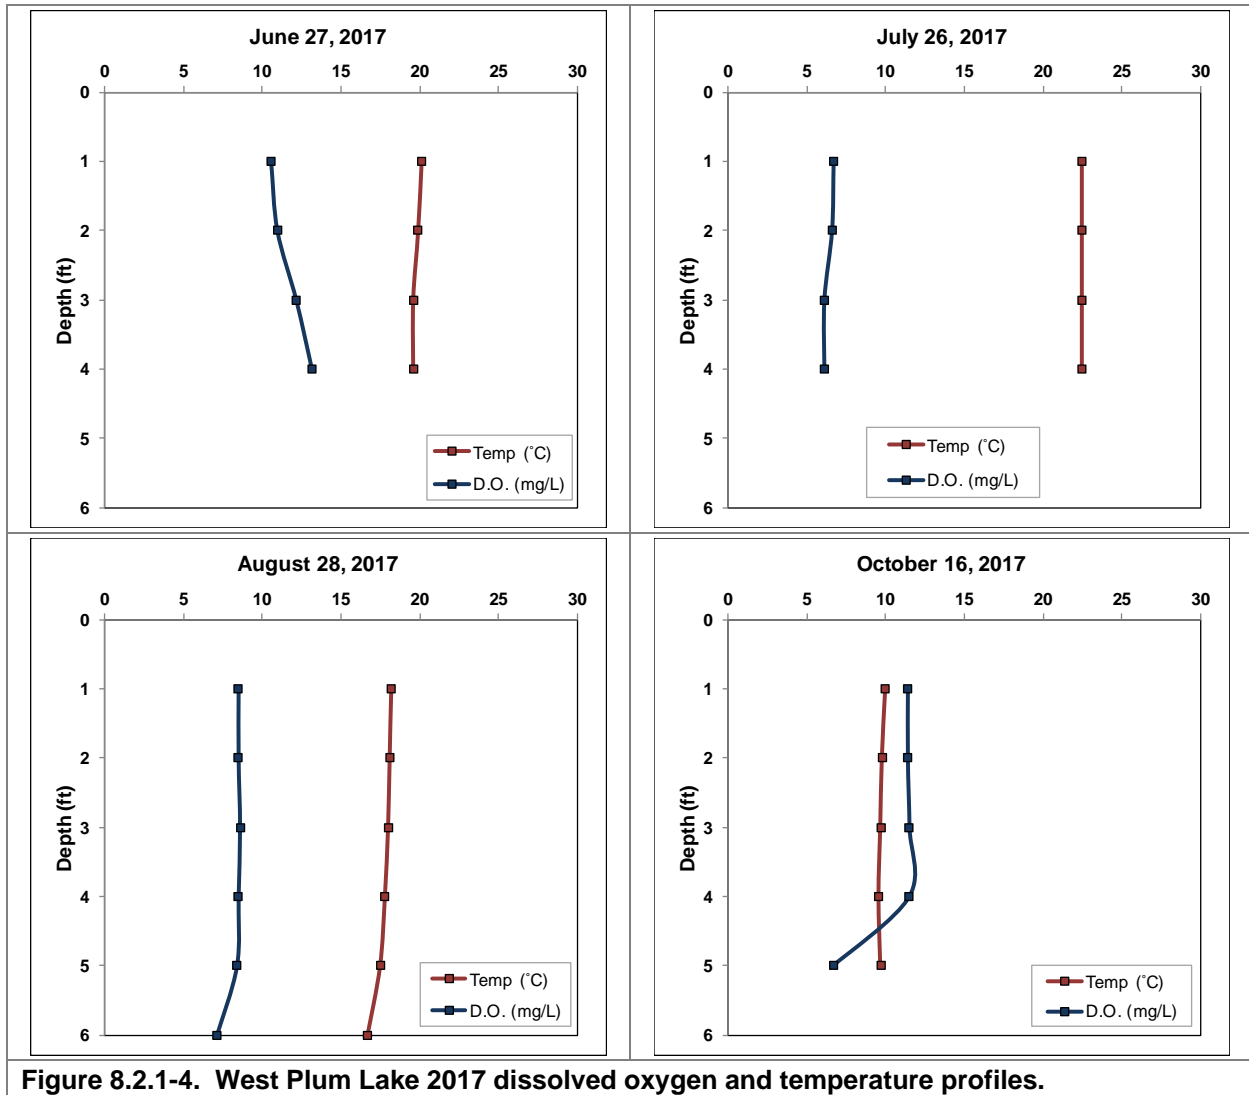 June 27, 2017
0 5 10 15 20 25 30
0
1
2
3
4
5
6
Depth (ft)
Temp (˚C)
D.O. (mg/L)
July 26, 2017
0 5 10 15 20 25 30
0
1
2
3
4
5
6
Depth (ft)
Temp (˚C)
D.O. (mg/L)
August 28, 2017
0 5 10 15 20 25 30
0
1
2
3
4
5
6
Depth (ft)
Temp (˚C)
D.O. (mg/L)
October 16, 2017
0 5 10 15 20 25 30
0
1
2
3
4
5
6
Depth (ft)
Temp (˚C)
D.O. (mg/L)
Figure 8.2.1-4. West Plum Lake 2017 dissolved oxygen and temperature profiles.